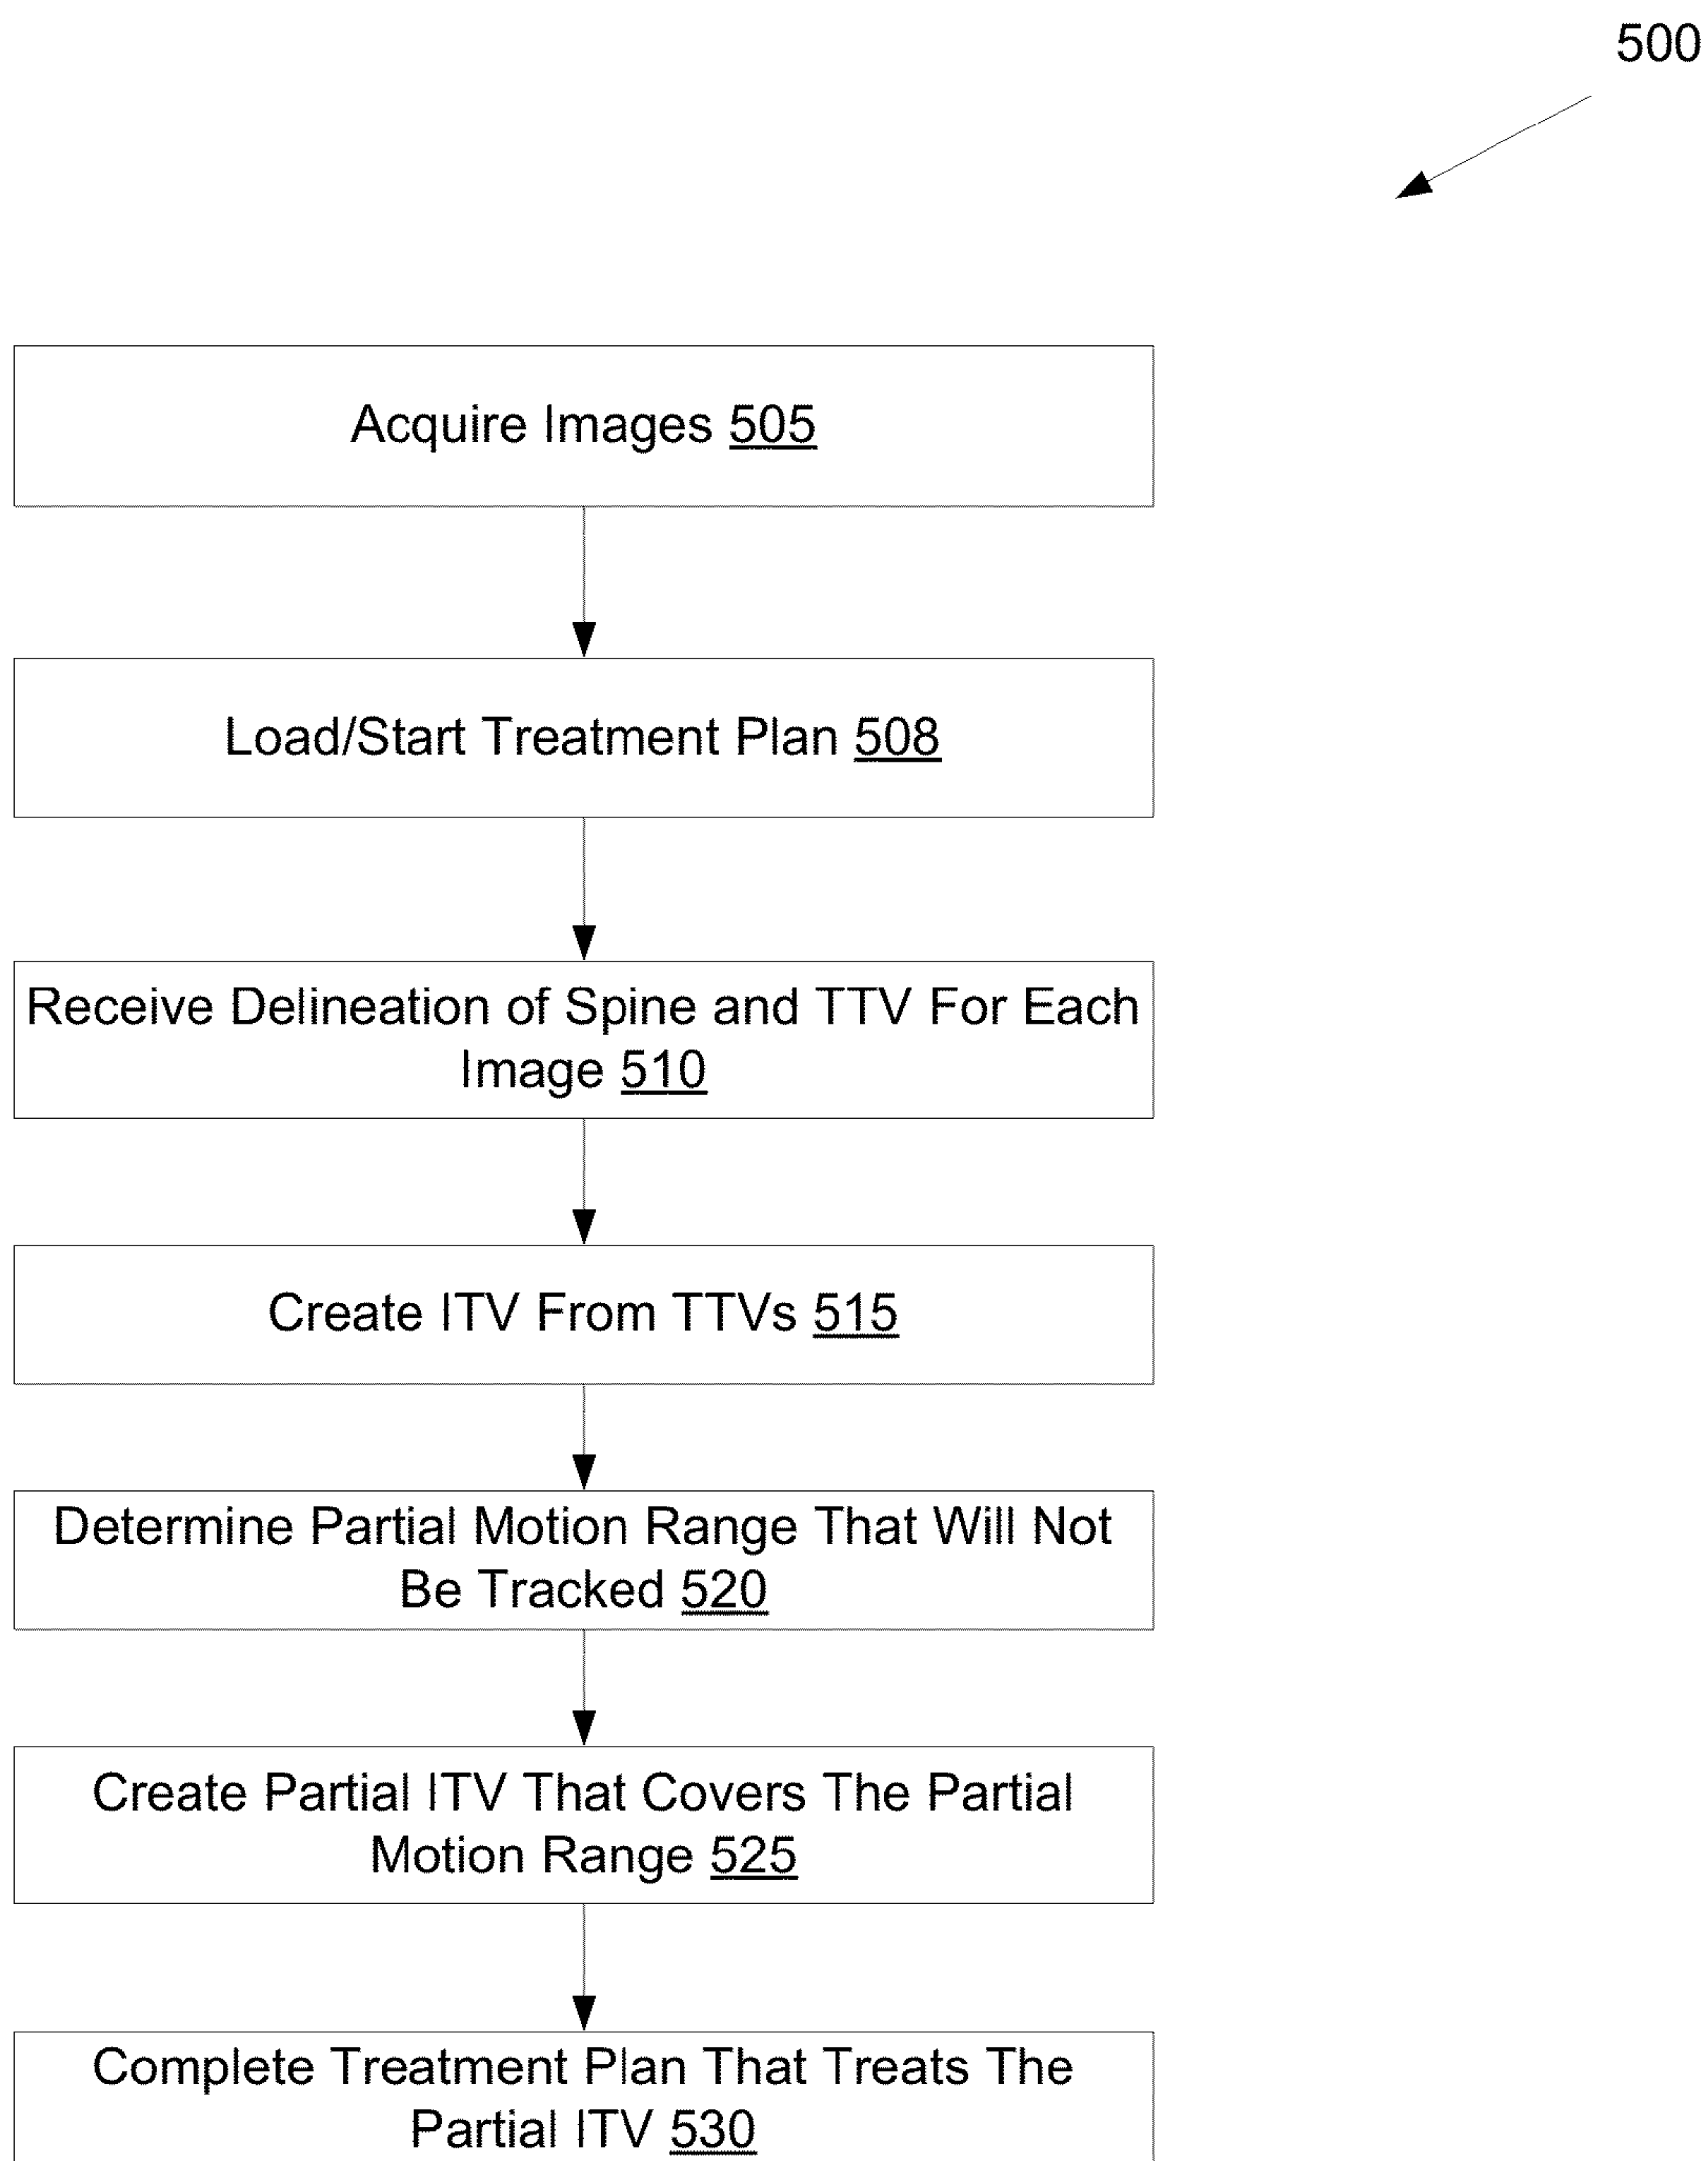 500
Acquire Images 505
Load/Start Treatment Plan 508
Receive Delineation of Spine and TTV For Each
Image 510
Create ITV From TTVs 515
Determine Partial Motion Range That Will Not
Be Tracked 520
Create Partial ITV That Covers The Partial
Motion Range 525
Complete Treatment Plan That Treats The
Partial ITV 530